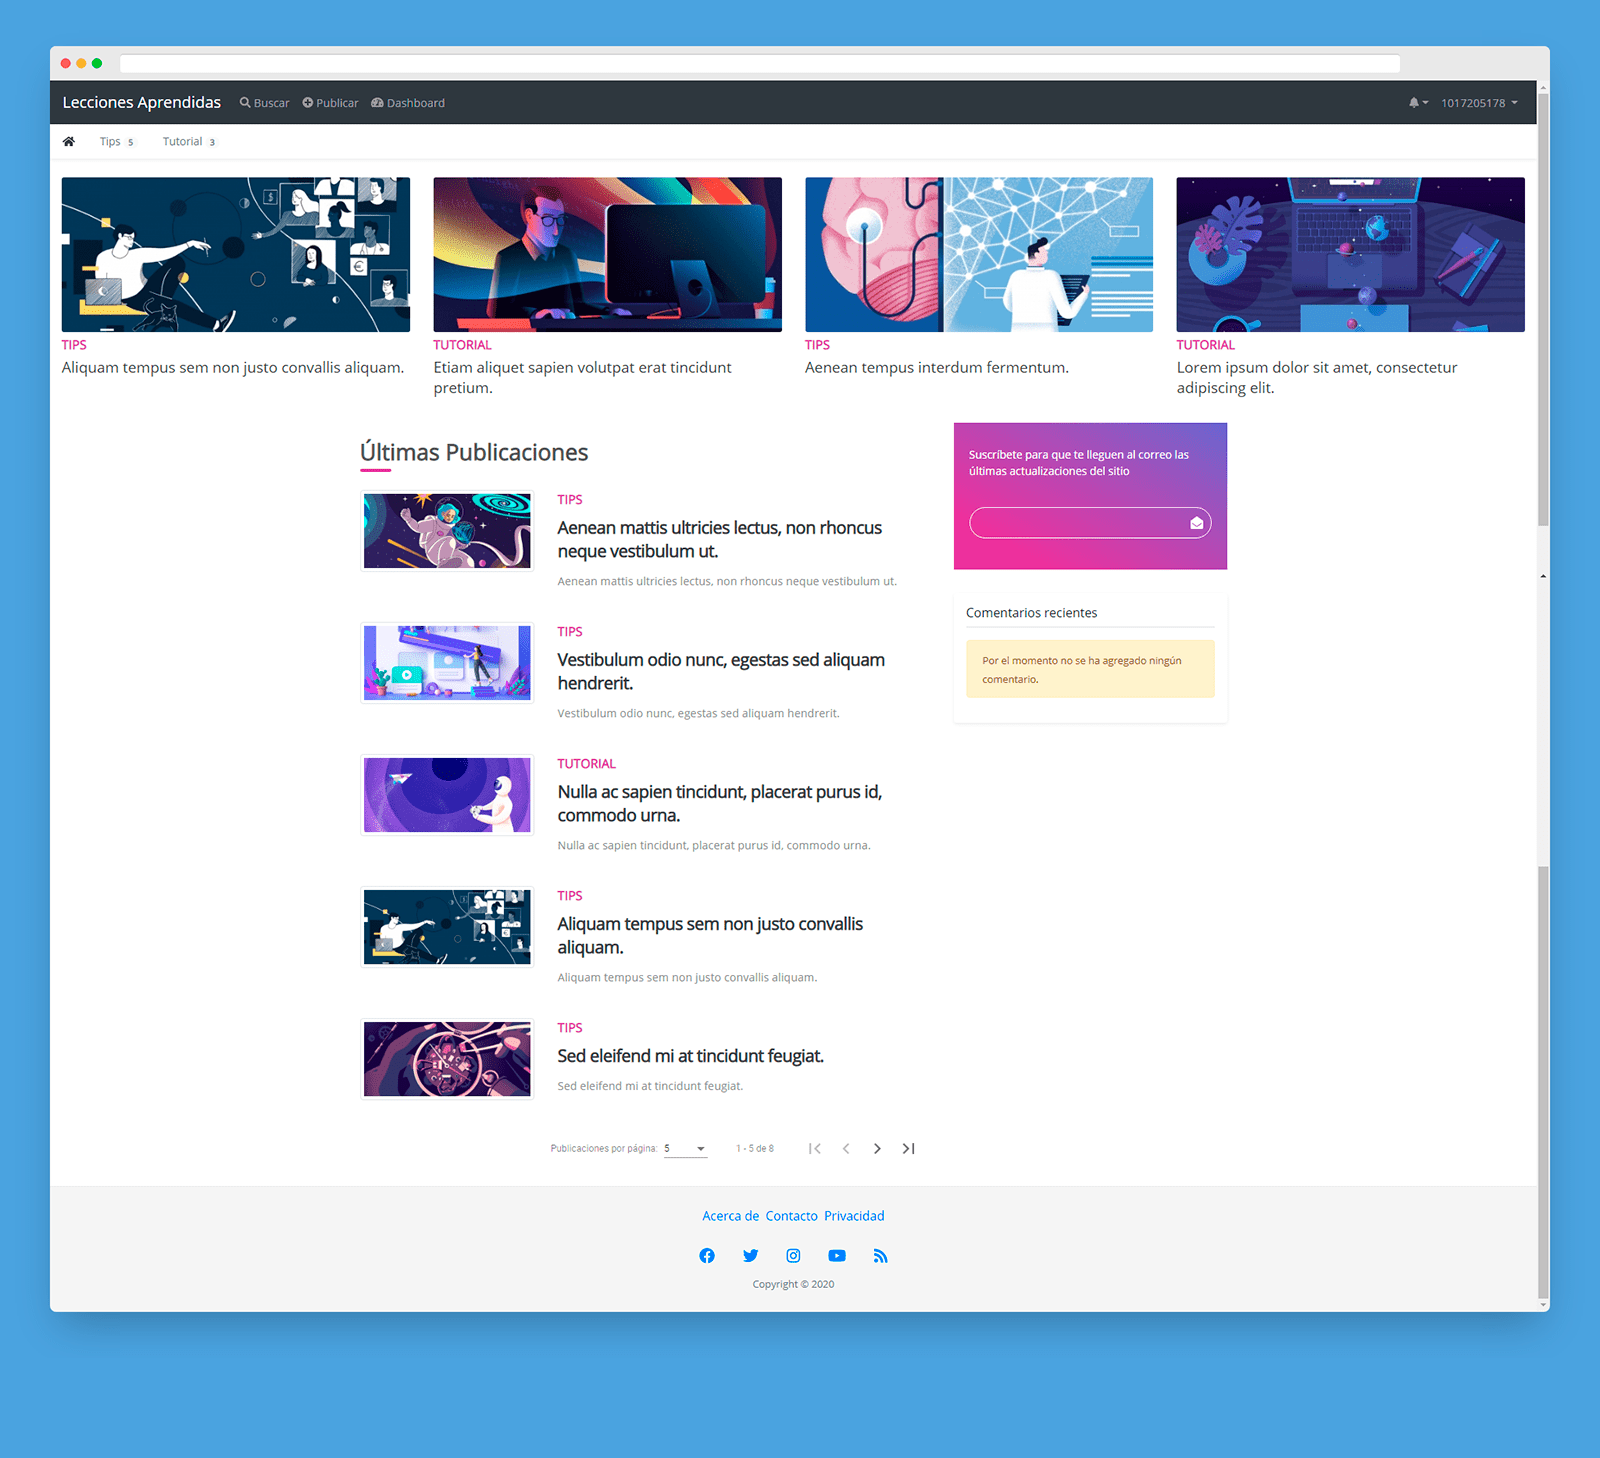 Lecciones Aprendidas Buscar Publicar Dashboard 1017205178
Tips 5 Tutorial 3
TIPS
Aliquam tempus sem non justo convallis aliquam.
TUTORIAL
Etiam aliquet sapien volutpat erat tincidunt
pretium.
TIPS
Aenean tempus interdum fermentum.
TUTORIAL
Lorem ipsum dolor sit amet, consectetur
adipiscing elit.
Últimas Publicaciones
TIPS
Aenean mattis ultricies lectus, non rhoncus
neque vestibulum ut.
Aenean mattis ultricies lectus, non rhoncus neque vestibulum ut.
TIPS
Vestibulum odio nunc, egestas sed aliquam
hendrerit.
Vestibulum odio nunc, egestas sed aliquam hendrerit.
TUTORIAL
Nulla ac sapien tincidunt, placerat purus id,
commodo urna.
Nulla ac sapien tincidunt, placerat purus id, commodo urna.
TIPS
Aliquam tempus sem non justo convallis
aliquam.
Aliquam tempus sem non justo convallis aliquam.
TIPS
Sed eleifend mi at tincidunt feugiat.
Sed eleifend mi at tincidunt feugiat.
Publicaciones por página: 5 1 - 5 de 8
Suscríbete para que te lleguen al correo las
últimas actualizaciones del sitio
Comentarios recientes
Por el momento no se ha agregado ningún
comentario.
Acerca de Contacto Privacidad
Copyright © 2020